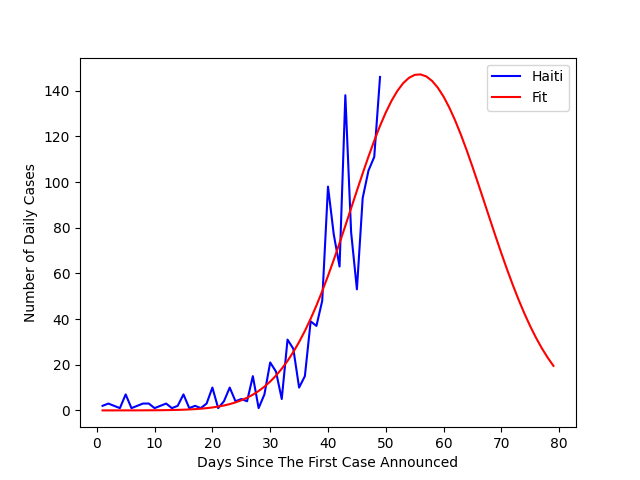 Haiti
Fit
Number of Daily Cases
140
120
100
80
60
40
20
0
0 10 20 30 40 50 60 70 80
Days Since The First Case Announced